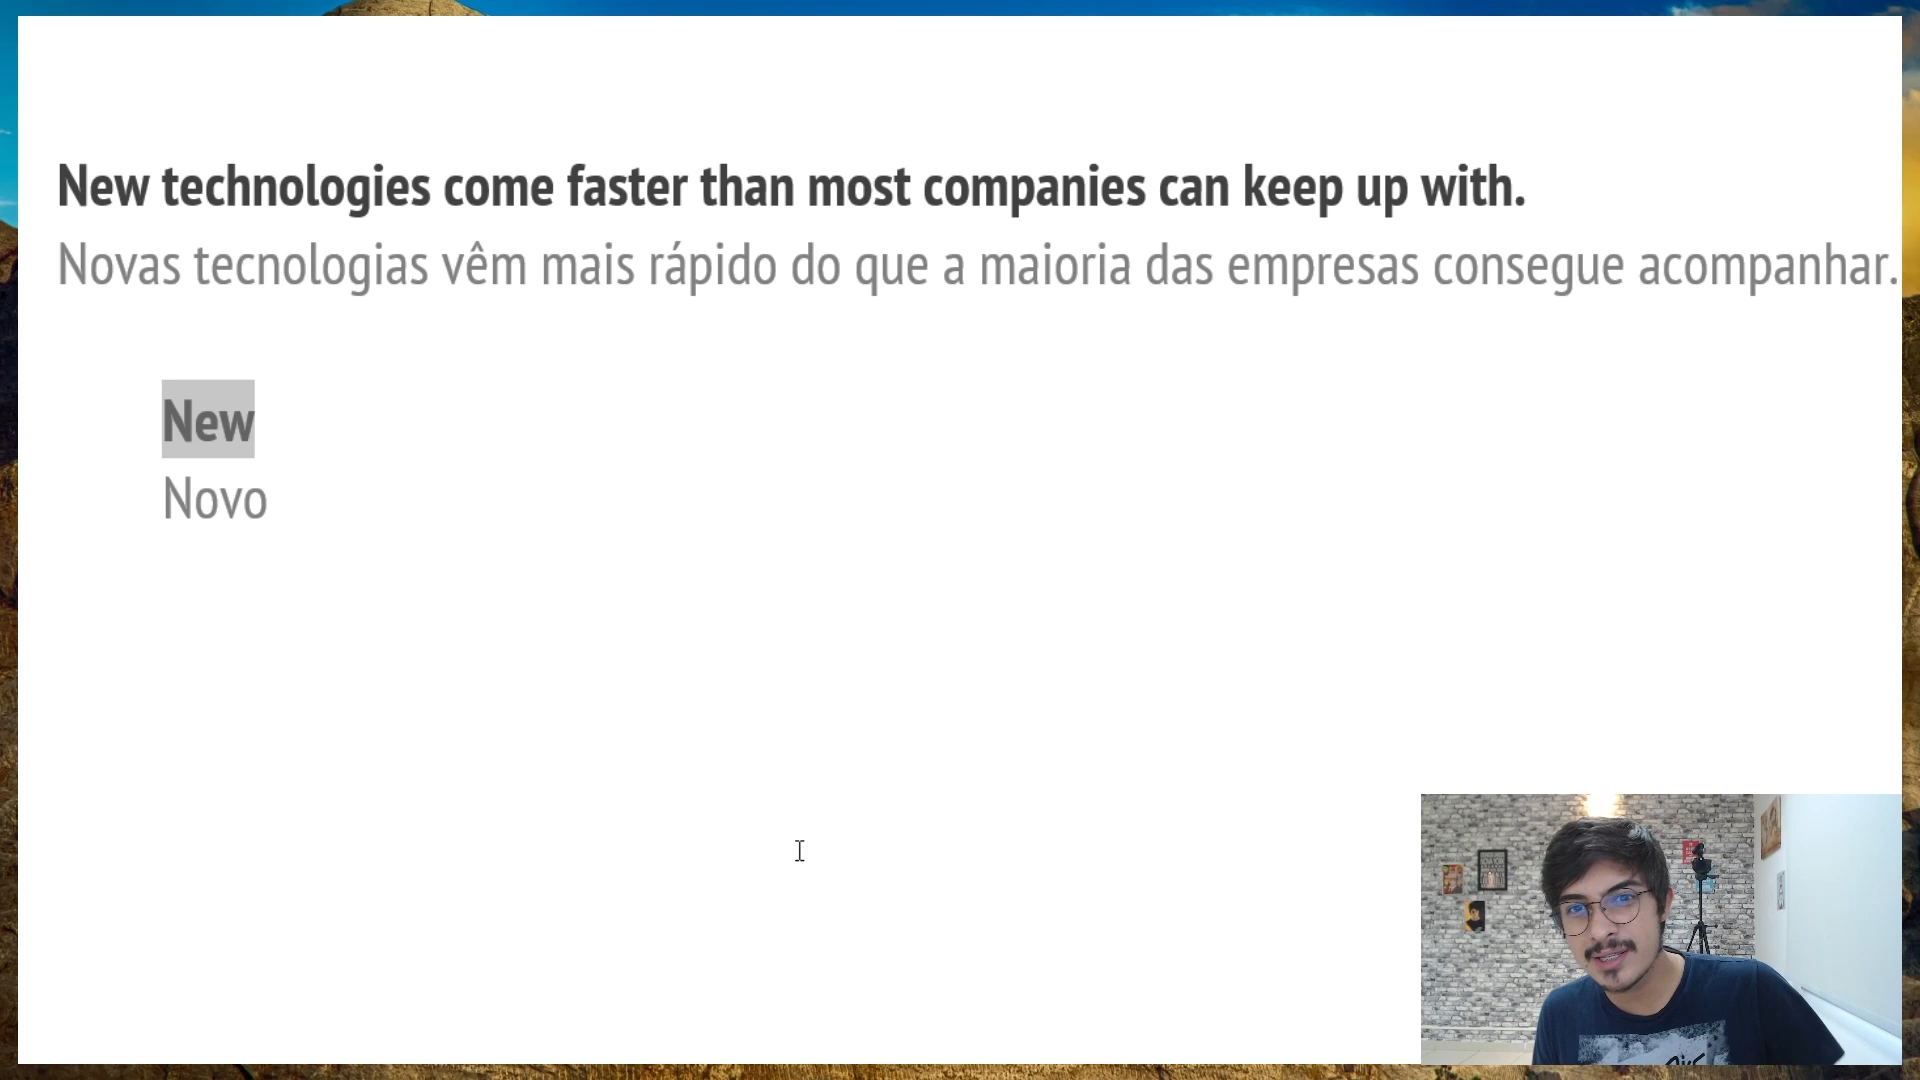 New technologies come faster than most companies can keep up with.
Novas tecnologias vêm mais rápido do que a maioria das empresas consegue acompanhar.
New
Novo